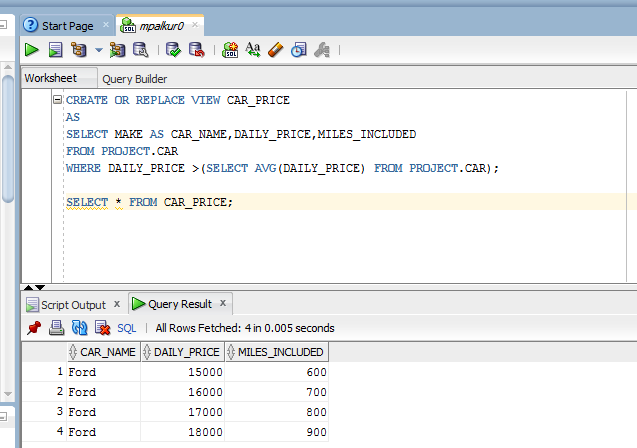 Start Page
mpalkur0
Worksheet
Query Builder
CREATE OR REPLACE VIEW CAR_PRICE
AS
SELECT MAKE AS CAR_NAME,DAILY_PRICE,MILES_INCLUDED
FROM PROJECT.CAR
WHERE DAILY_PRICE >(SELECT AVG(DAILY_PRICE) FROM PROJECT.CAR);
SELECT * FROM CAR_PRICE;
Script Output x
Query Result x
SQL | All Rows Fetched: 4 in 0.005 seconds
CAR_NAME DAILY_PRICE MILES_INCLUDED
1 Ford 15000 600
2 Ford 16000 700
3 Ford 17000 800
4 Ford 18000 900